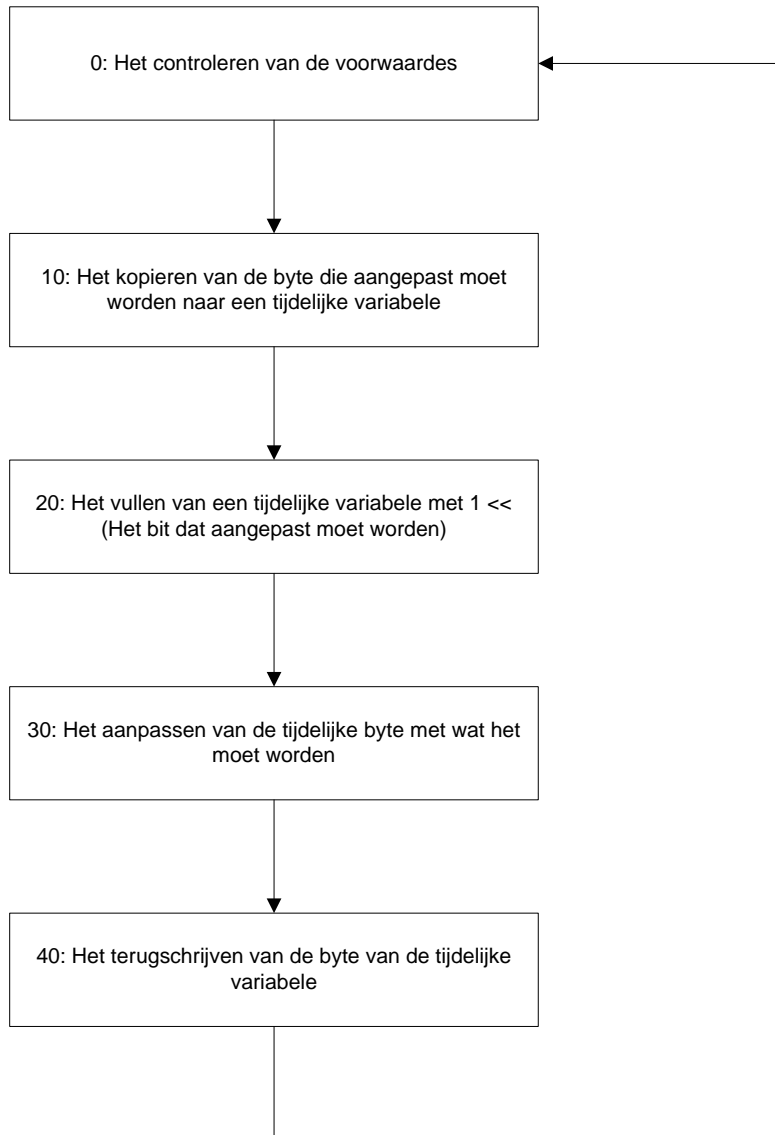 0: Het controleren van de voorwaardes
10: Het kopieren van de byte die aangepast moet
worden naar een tijdelijke variabele
20: Het vullen van een tijdelijke variabele met 1 <<
(Het bit dat aangepast moet worden)
30: Het aanpassen van de tijdelijke byte met wat het
moet worden
40: Het terugschrijven van de byte van de tijdelijke
variabele